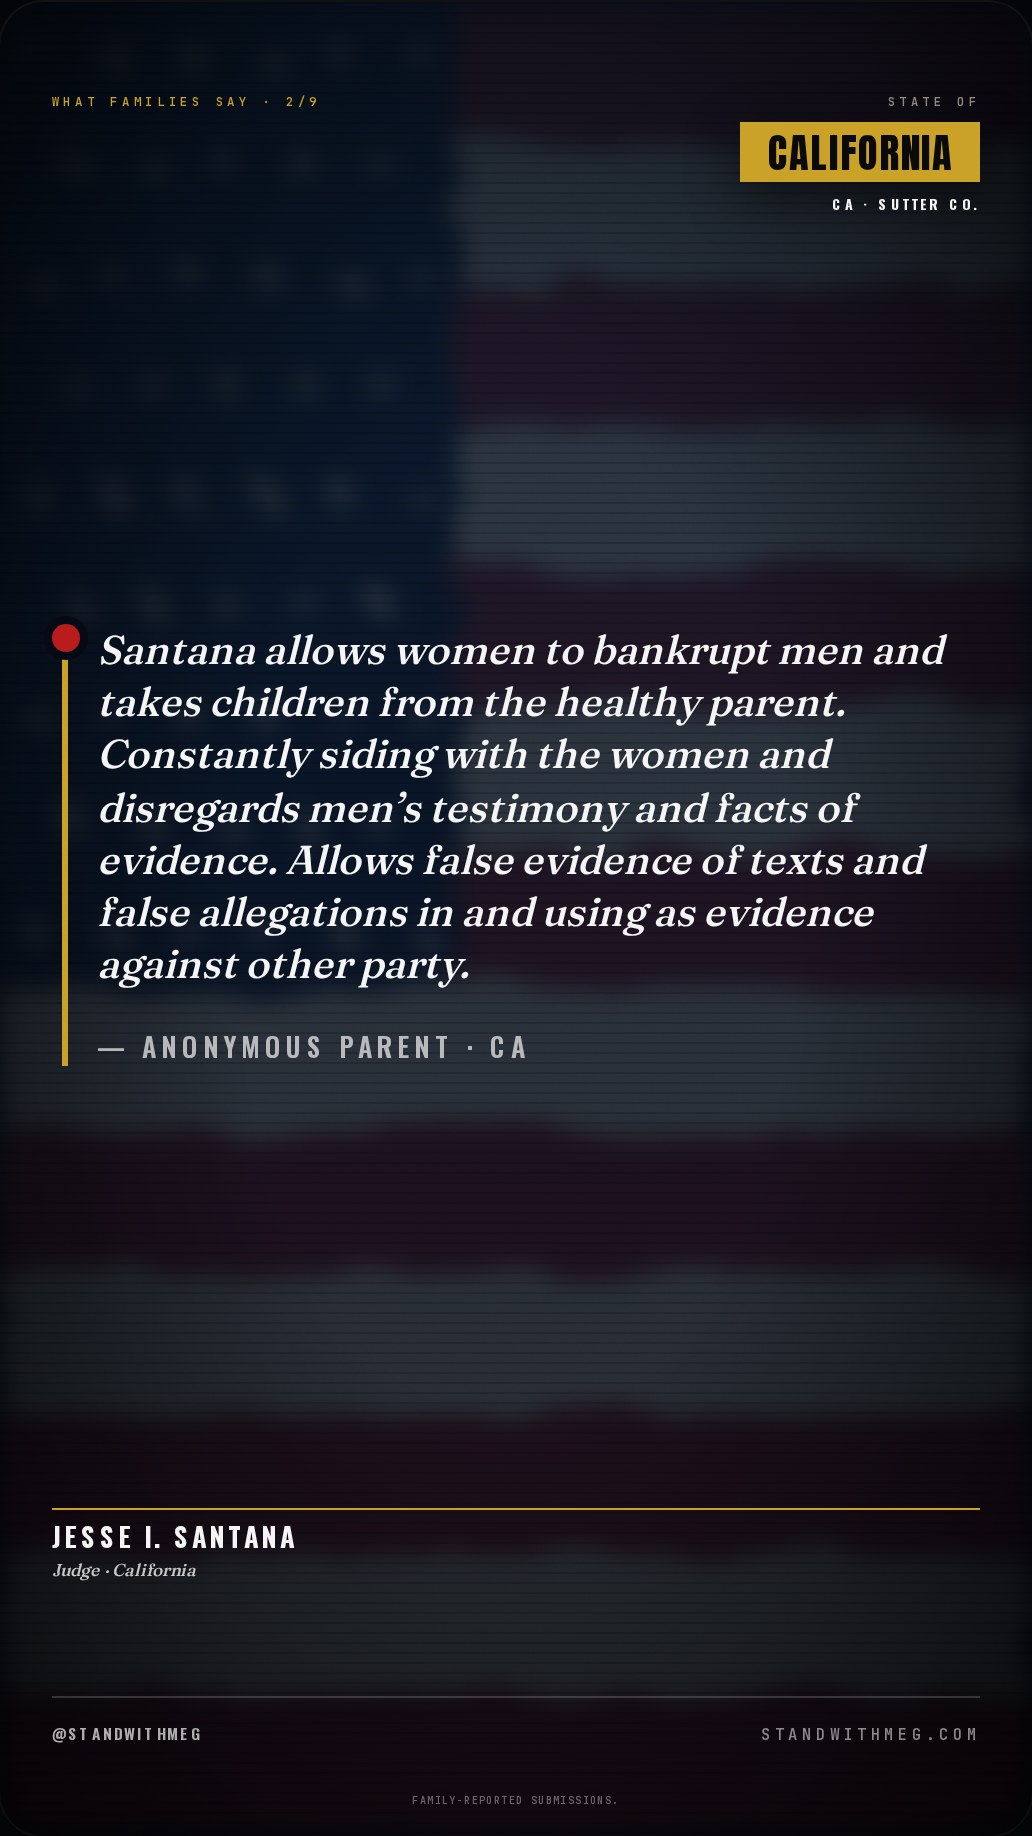 WHAT FAMILIES SAY · 2/9
STATE OF
CALIFORNIA
CA · SUTTER CO.
Santana allows women to bankrupt men and
takes children from the healthy parent.
Constantly siding with the women and
disregards men’s testimony and facts of
evidence. Allows false evidence of texts and
false allegations in and using as evidence
against other party.
— ANONYMOUS PARENT · CA
JESSE I. SANTANA
Judge · California
@STANDWITHMEG
STANDWITHMEG.COM
FAMILY-REPORTED SUBMISSIONS.